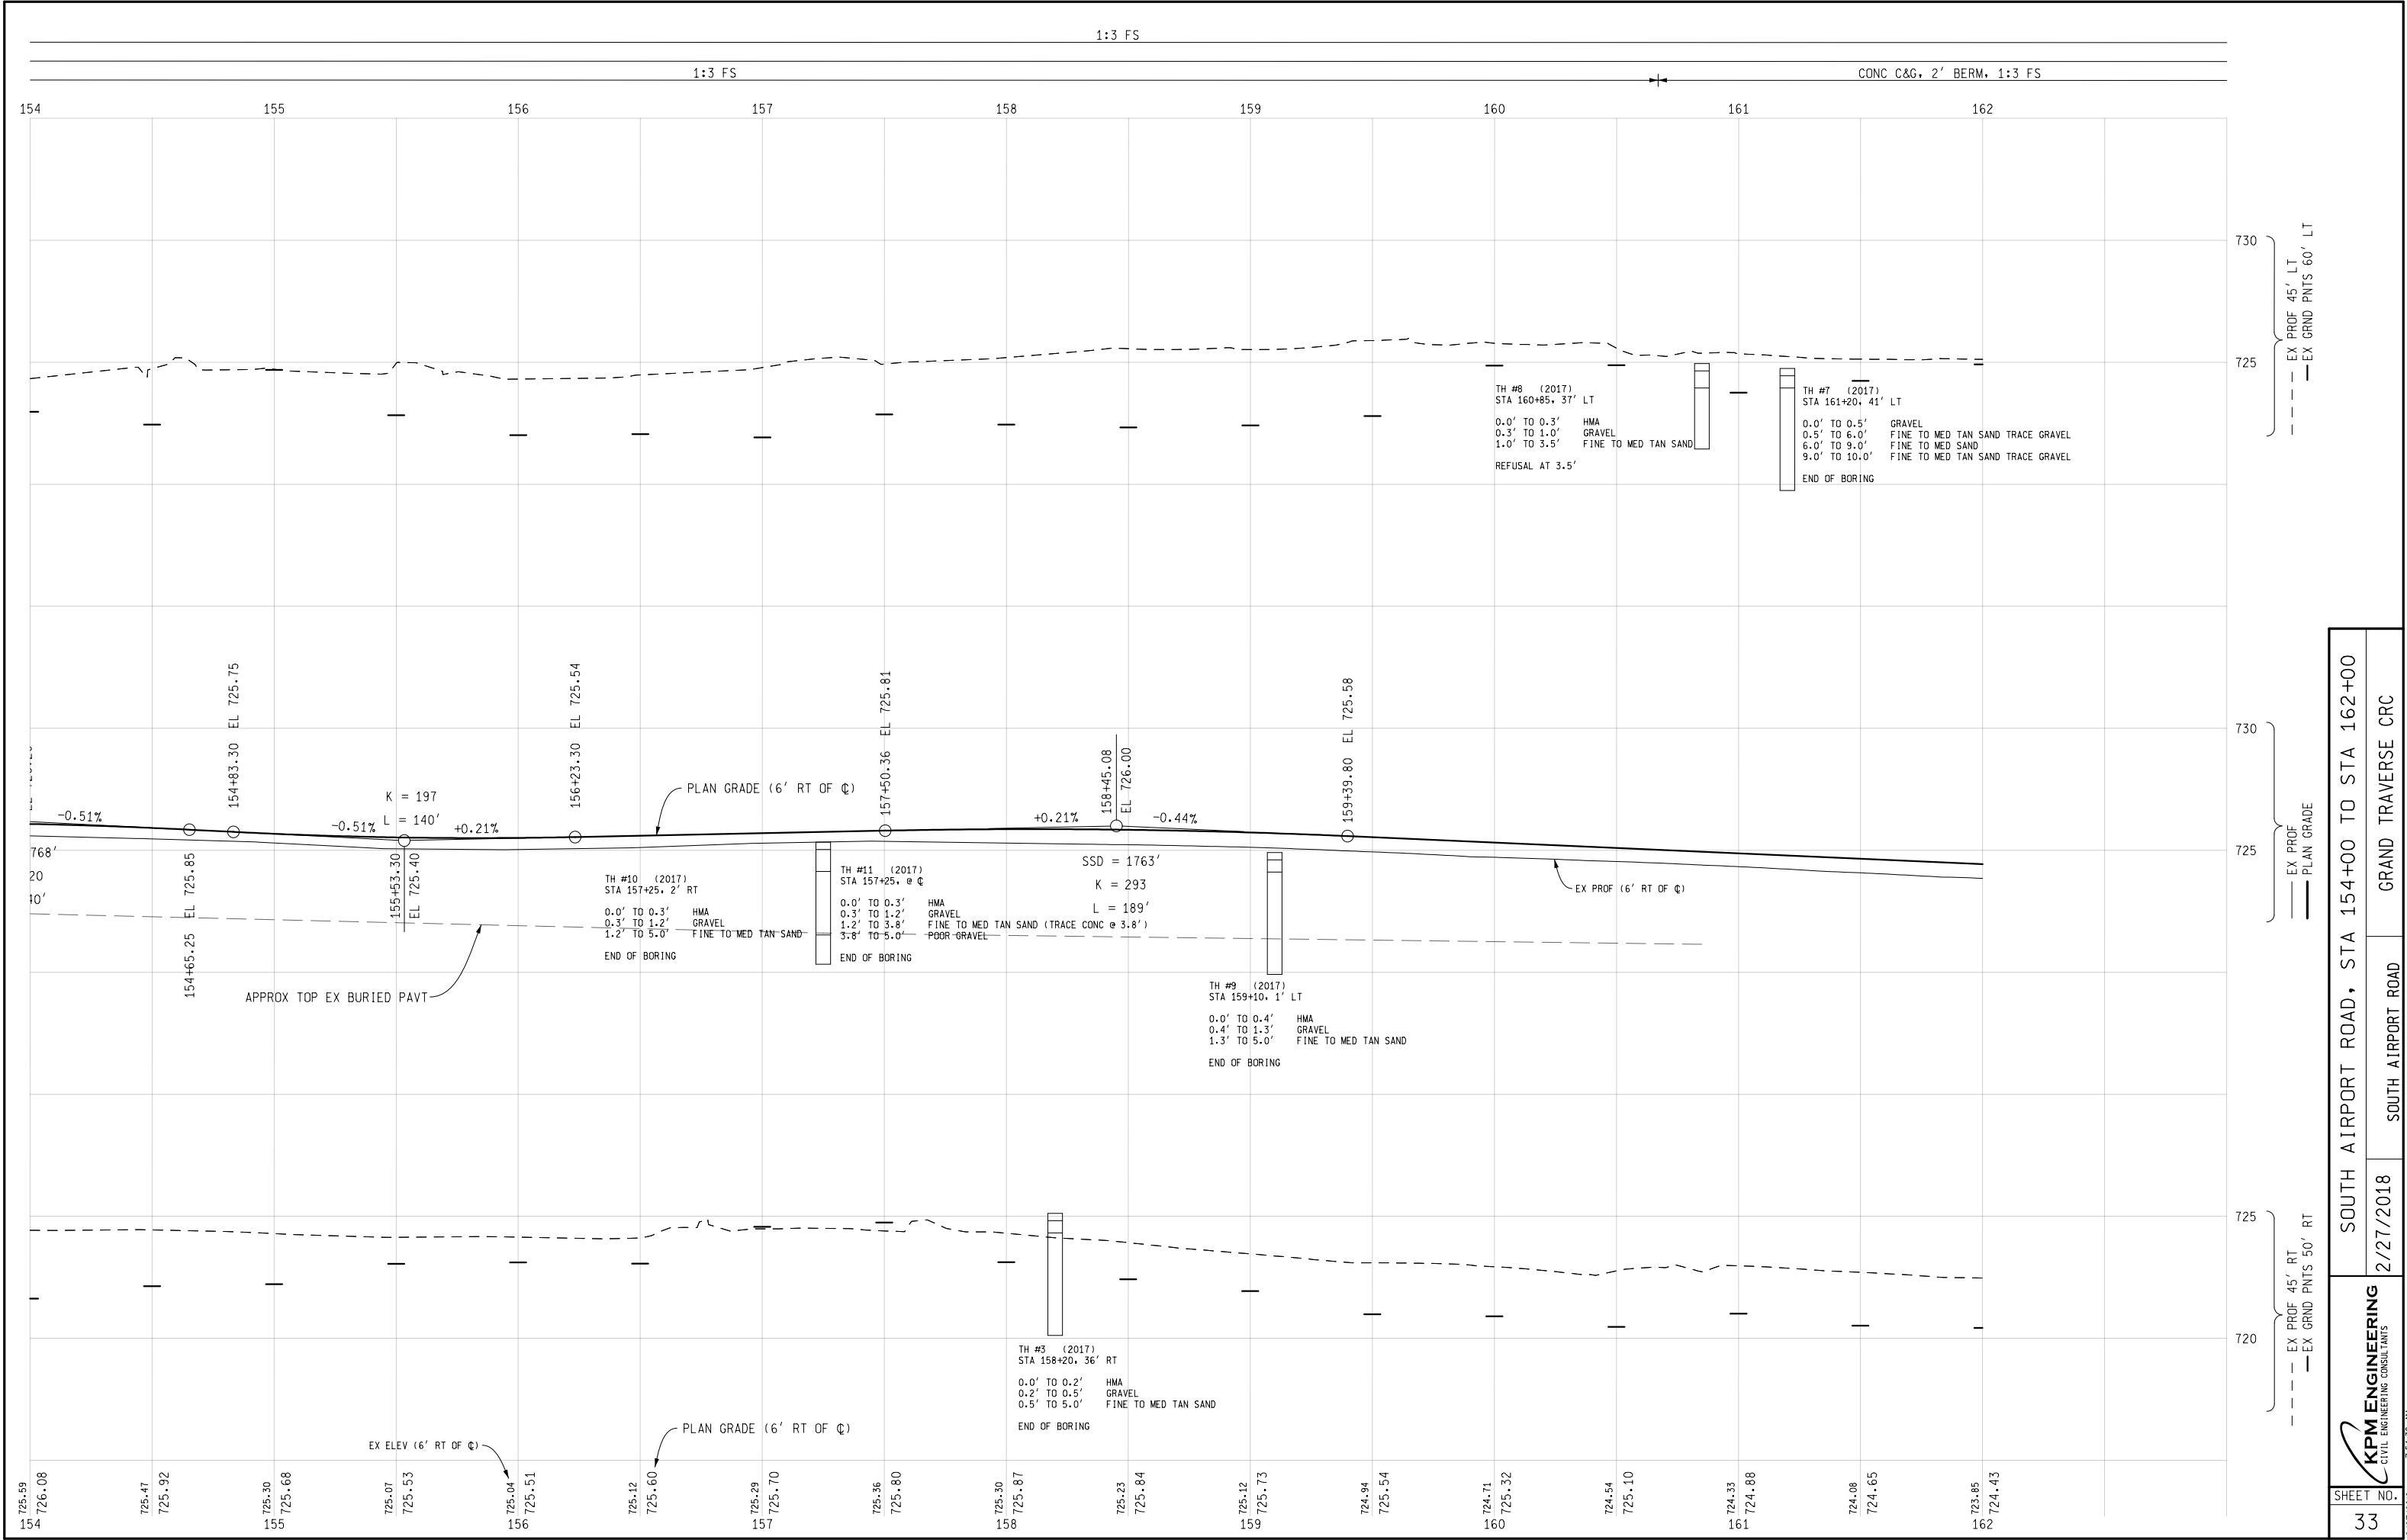 1:3 FS
1:3 FS
CONC C&G, 2' BERM, 1:3 FS
154 155 156 157 158 159 160 161 162
730
725
EX PROF 45' LT
EX GRND PNTS 60' LT
TH #8 (2017)
STA 160+85, 37' LT
0.0' TO 0.3' HMA
0.3' TO 1.0' GRAVEL
1.0' TO 3.5' FINE TO MED TAN SAND
REFUSAL AT 3.5'
TH #7 (2017)
STA 161+20, 41' LT
0.0' TO 0.5' GRAVEL
0.5' TO 6.0' FINE TO MED TAN SAND TRACE GRAVEL
6.0' TO 9.0' FINE TO MED SAND
9.0' TO 10.0' FINE TO MED TAN SAND TRACE GRAVEL
END OF BORING
730
725
EX PROF
PLAN GRADE
-0.51%
768'
20
40'
154+65.25 EL 725.85
154+83.30 EL 725.75
K = 197
L = 140'
-0.51%
+0.21%
155+53.30
EL 725.40
156+23.30 EL 725.54
PLAN GRADE (6' RT OF ℄)
157+50.36 EL 725.81
+0.21%
158+45.08
EL 726.00
-0.44%
159+39.80 EL 725.58
SSD = 1763'
K = 293
L = 189'
EX PROF (6' RT OF ℄)
APPROX TOP EX BURIED PAVT
TH #10 (2017)
STA 157+25, 2' RT
0.0' TO 0.3' HMA
0.3' TO 1.2' GRAVEL
1.2' TO 5.0' FINE TO MED TAN SAND
END OF BORING
TH #11 (2017)
STA 157+25, @ ℄
0.0' TO 0.3' HMA
0.3' TO 1.2' GRAVEL
1.2' TO 3.8' FINE TO MED TAN SAND (TRACE CONC @ 3.8')
3.8' TO 5.0' POOR GRAVEL
END OF BORING
TH #9 (2017)
STA 159+10, 1' LT
0.0' TO 0.4' HMA
0.4' TO 1.3' GRAVEL
1.3' TO 5.0' FINE TO MED TAN SAND
END OF BORING
725
720
EX PROF 45' RT
EX GRND PNTS 50' RT
TH #3 (2017)
STA 158+20, 36' RT
0.0' TO 0.2' HMA
0.2' TO 0.5' GRAVEL
0.5' TO 5.0' FINE TO MED TAN SAND
END OF BORING
EX ELEV (6' RT OF ℄)
PLAN GRADE (6' RT OF ℄)
725.59
726.08
725.47
725.92
725.30
725.68
725.07
725.53
725.04
725.51
725.12
725.60
725.29
725.70
725.36
725.80
725.30
725.87
725.23
725.84
725.12
725.73
724.94
725.54
724.71
725.32
724.54
725.10
724.33
724.88
724.08
724.65
723.85
724.43
154 155 156 157 158 159 160 161 162
SOUTH AIRPORT ROAD, STA 154+00 TO STA 162+00
GRAND TRAVERSE CRC
SOUTH AIRPORT ROAD
2/27/2018
KPM ENGINEERING
CIVIL ENGINEERING CONSULTANTS
SHEET NO.
33